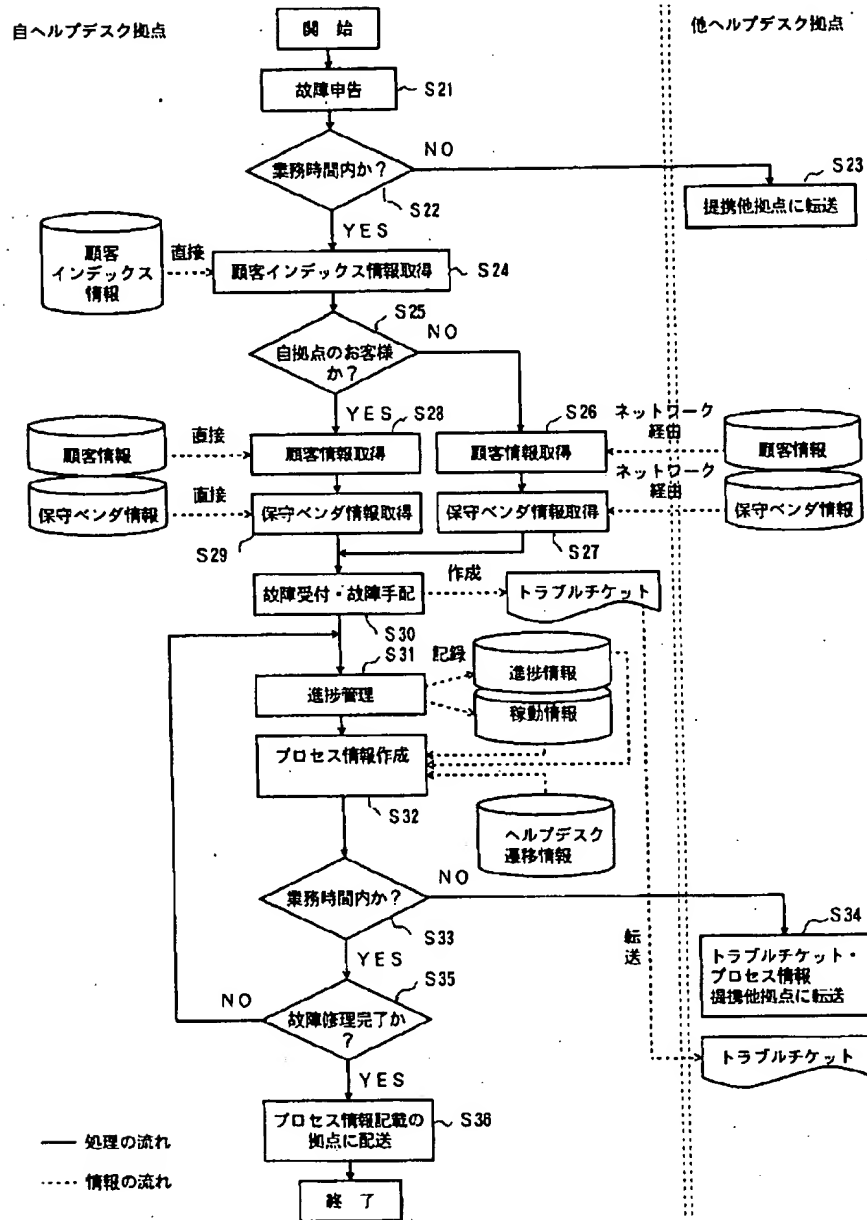 自ヘルプデスク拠点
開 始
他ヘルプデスク拠点
故障申告
S21
業務時間内か?
NO
S22
YES
S23
提携他拠点に転送
顧客
インデックス
情報
直接
顧客インデックス情報取得
S24
S25
自拠点のお客様
か?
NO
YES
S28
S26
ネットワーク
経由
顧客情報
直接
顧客情報取得
顧客情報取得
顧客情報
ネットワーク
経由
保守ベンダ情報
直接
保守ベンダ情報取得
保守ベンダ情報取得
保守ベンダ情報
S29
S27
故障受付・故障手配
作成
トラブルチケット
S30
S31
記録
進捗管理
進捗情報
稼動情報
プロセス情報作成
S32
ヘルプデスク
遷移情報
業務時間内か?
NO
S33
YES
転送
S34
トラブルチケット・
プロセス情報
提携他拠点に転送
S35
NO
故障修理完了か
?
トラブルチケット
YES
プロセス情報記載の
拠点に配送
S36
処理の流れ
情報の流れ
終 了